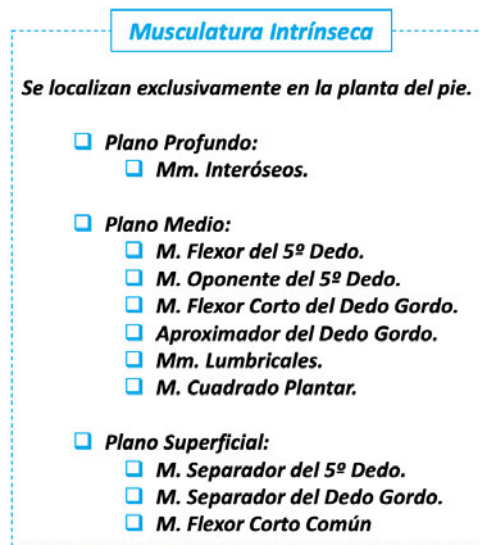 Musculatura Intrínseca
Se localizan exclusivamente en la planta del pie.
Plano Profundo:
Mm. Interóseos.
Plano Medio:
M. Flexor del 5º Dedo.
M. Oponente del 5º Dedo.
M. Flexor Corto del Dedo Gordo.
Aproximador del Dedo Gordo.
Mm. Lumbricales.
M. Cuadrado Plantar.
Plano Superficial:
M. Separador del 5º Dedo.
M. Separador del Dedo Gordo.
M. Flexor Corto Común